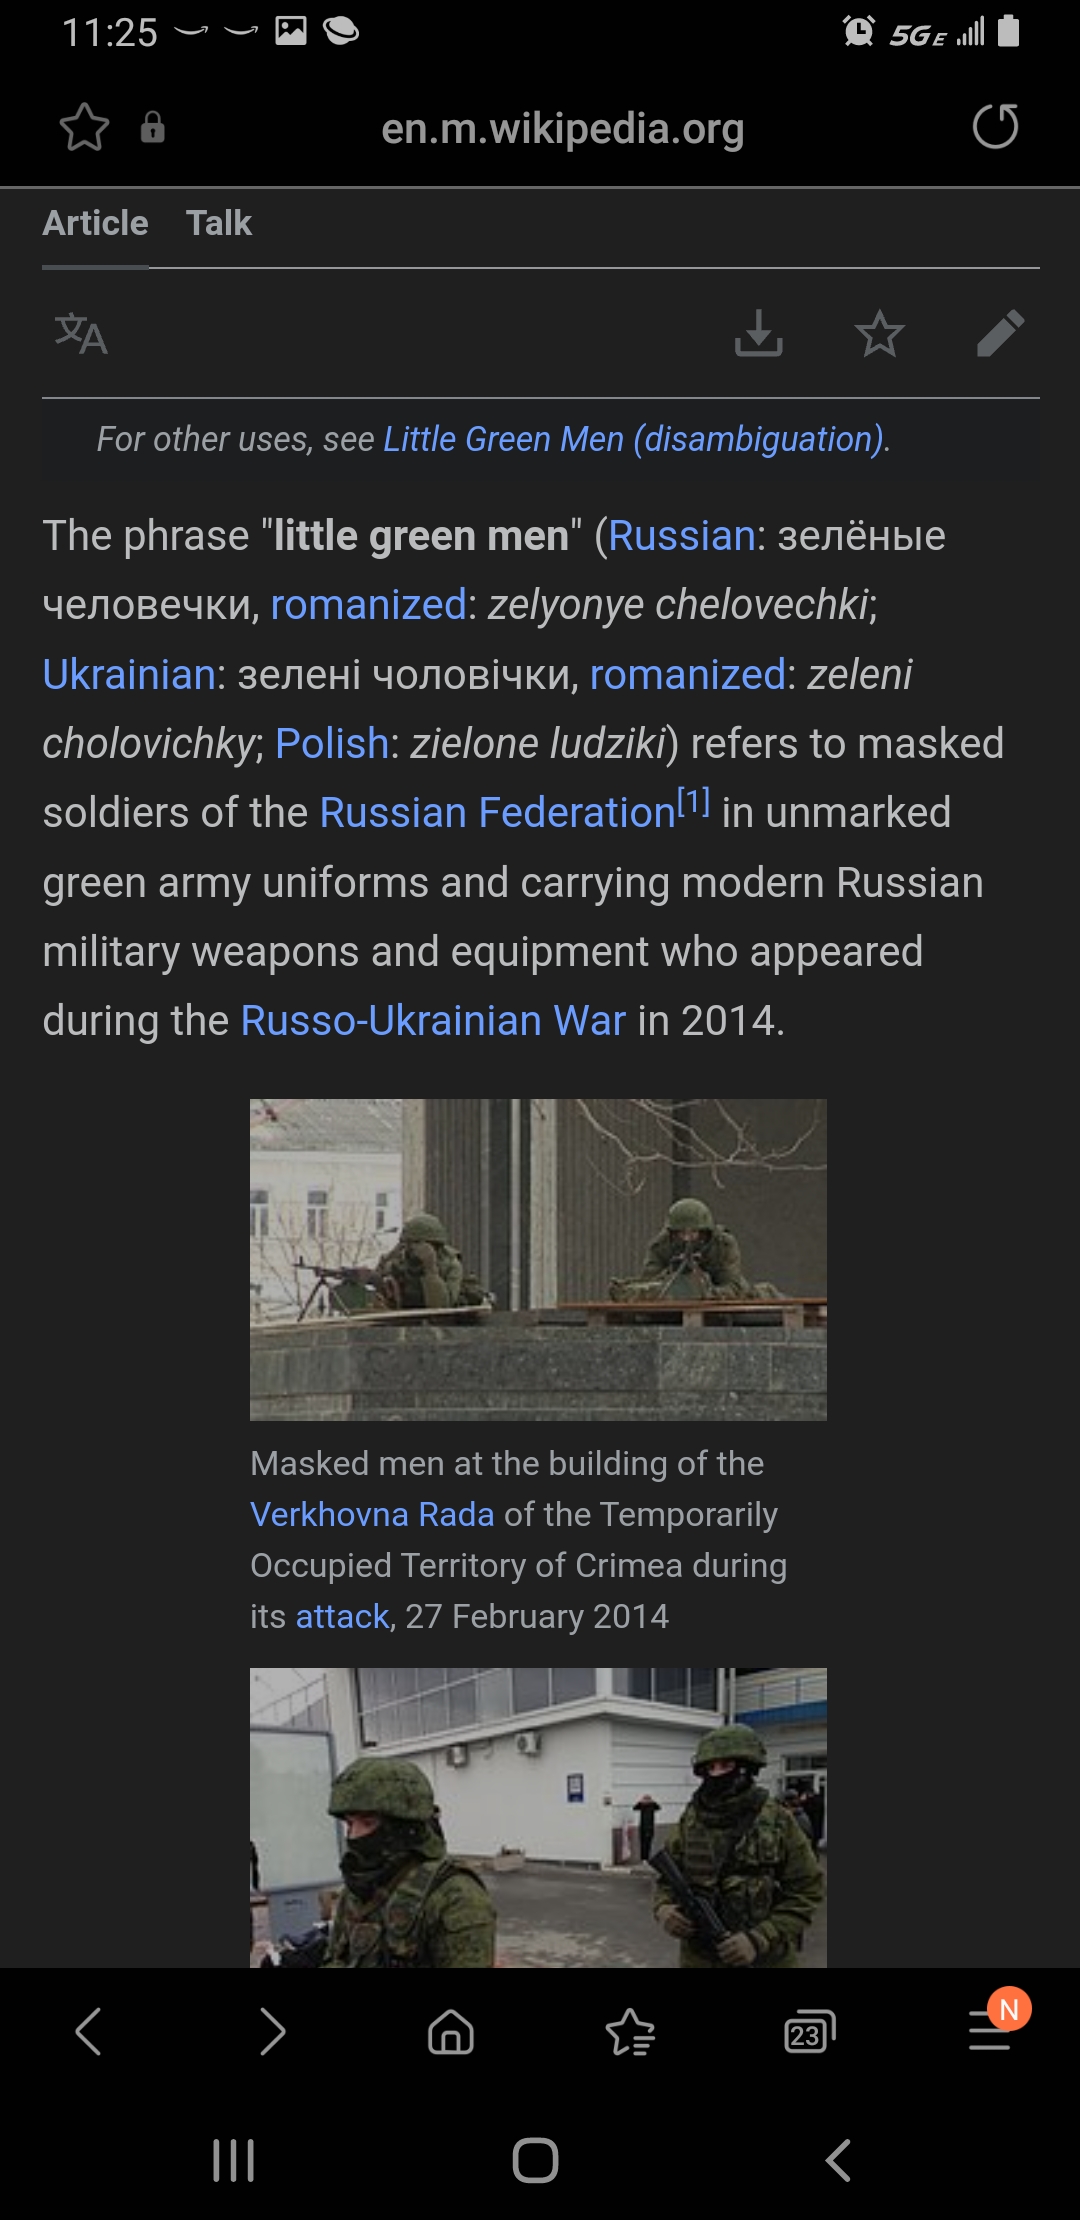 11:25
5G E
en.m.wikipedia.org
Article Talk
文A
For other uses, see Little Green Men (disambiguation).
The phrase "little green men" (Russian: зелёные
человечки, romanized: zelyonye chelovechki;
Ukrainian: зелені чоловічки, romanized: zeleni
cholovichky; Polish: zielone ludziki) refers to masked
soldiers of the Russian Federation[1] in unmarked
green army uniforms and carrying modern Russian
military weapons and equipment who appeared
during the Russo-Ukrainian War in 2014.
Masked men at the building of the
Verkhovna Rada of the Temporarily
Occupied Territory of Crimea during
its attack, 27 February 2014
23
N